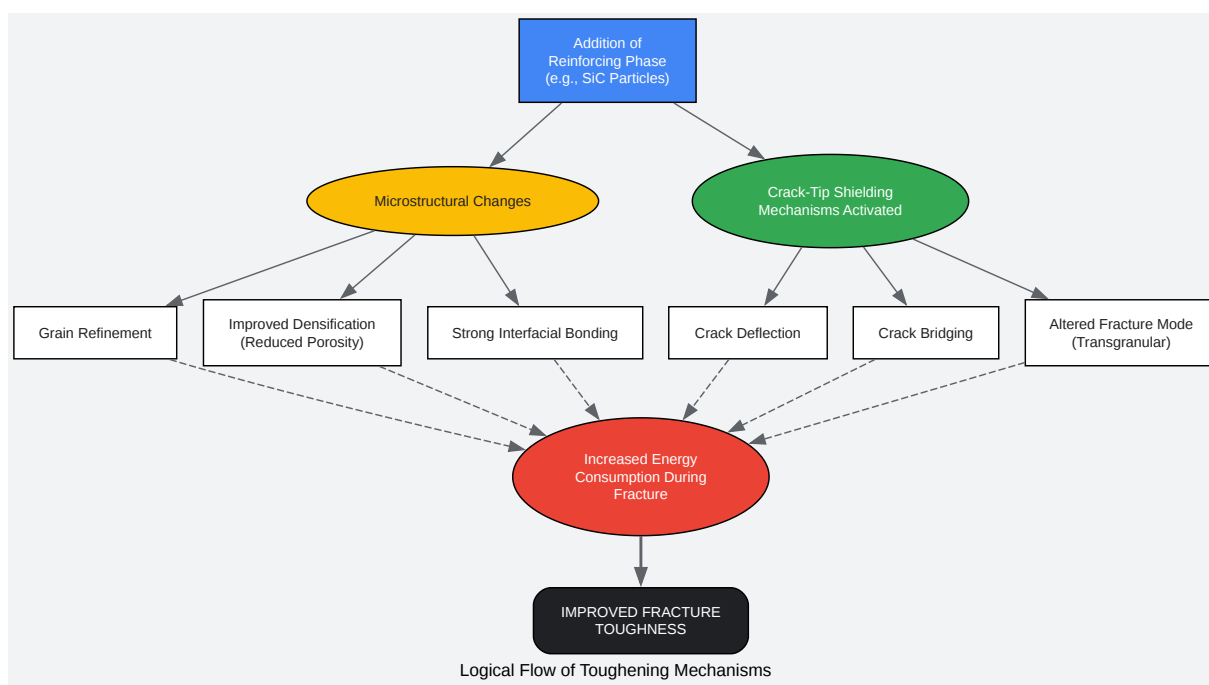 Addition of
Reinforcing Phase
(e.g., SiC Particles)
Microstructural Changes
Crack-Tip Shielding
Mechanisms Activated
Grain Refinement
Improved Densification
(Reduced Porosity)
Strong Interfacial Bonding
Crack Deflection
Crack Bridging
Altered Fracture Mode
(Transgranular)
Increased Energy
Consumption During
Fracture
IMPROVED FRACTURE
TOUGHNESS
Logical Flow of Toughening Mechanisms